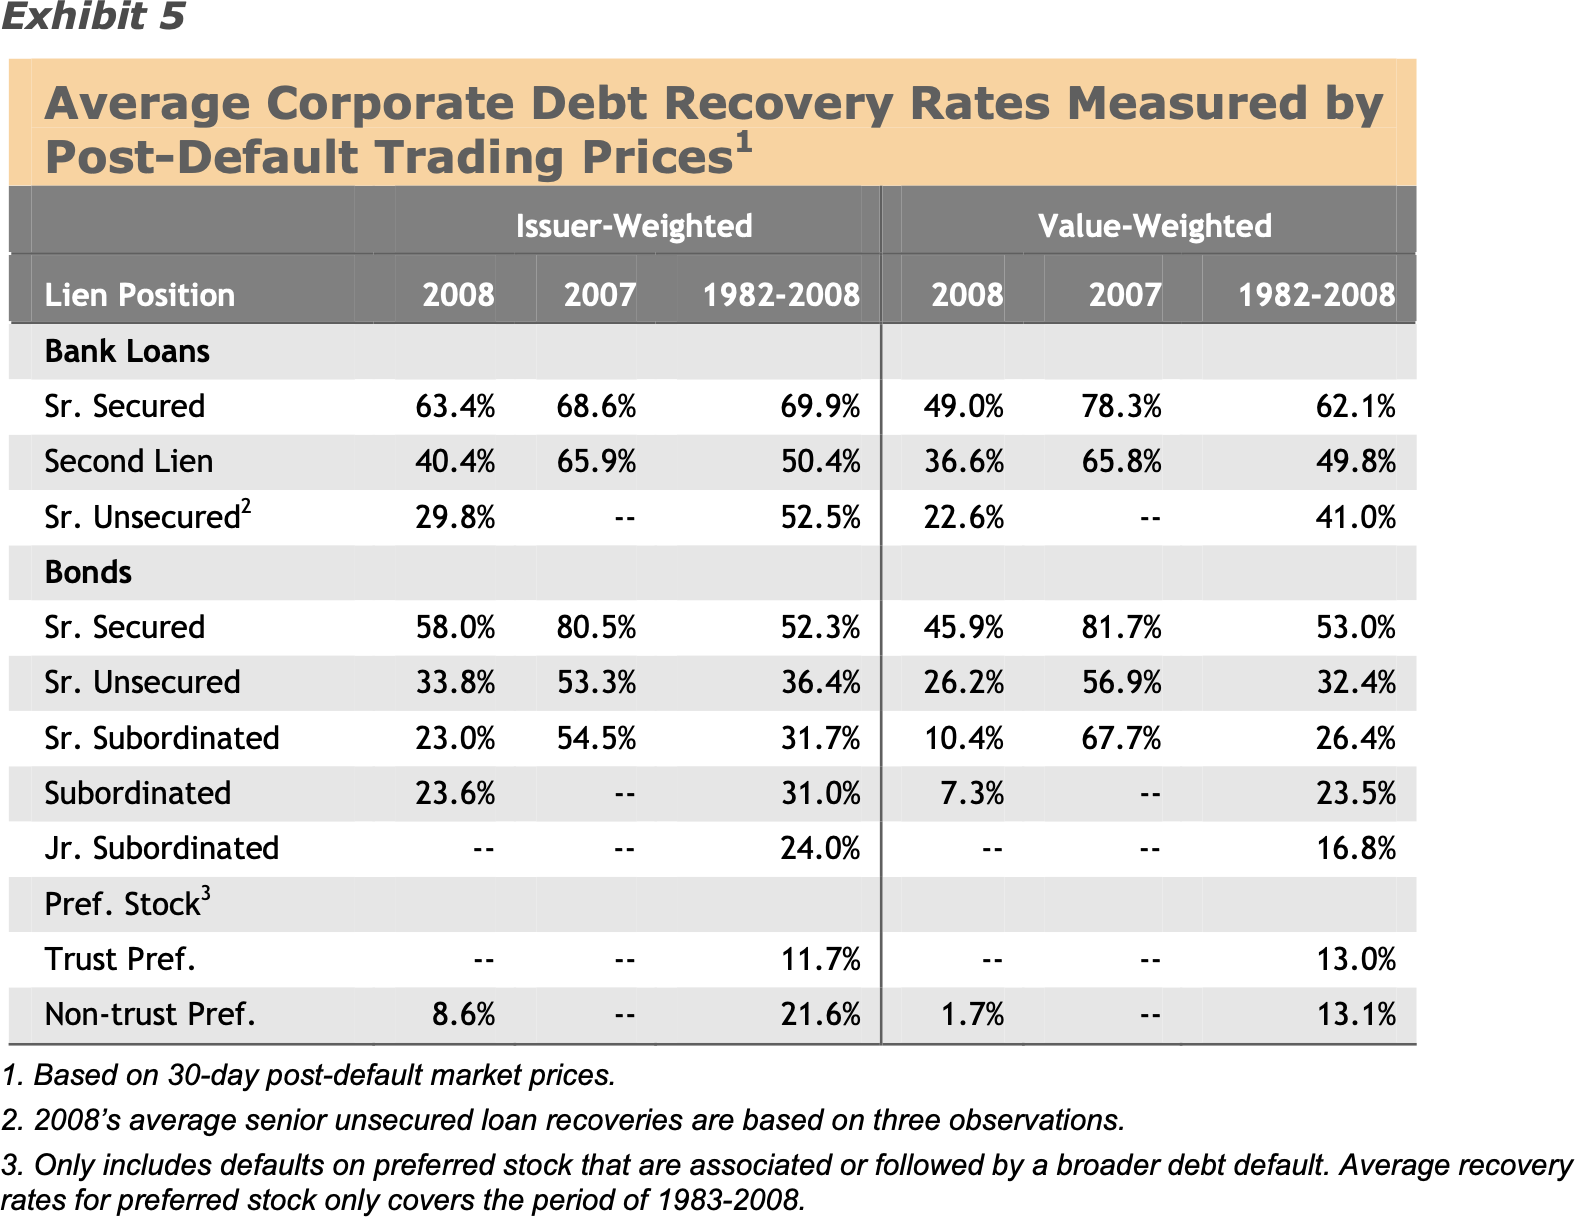 Exhibit 5
Average Corporate Debt Recovery Rates Measured by
Post-Default Trading Prices1
Issuer-Weighted Value-Weighted
Lien Position 2008 2007 1982-2008 2008 2007 1982-2008
Bank Loans
Sr. Secured 63.4% 68.6% 69.9% 49.0% 78.3% 62.1%
Second Lien 40.4% 65.9% 50.4% 36.6% 65.8% 49.8%
Sr. Unsecured2 29.8% -- 52.5% 22.6% -- 41.0%
Bonds
Sr. Secured 58.0% 80.5% 52.3% 45.9% 81.7% 53.0%
Sr. Unsecured 33.8% 53.3% 36.4% 26.2% 56.9% 32.4%
Sr. Subordinated 23.0% 54.5% 31.7% 10.4% 67.7% 26.4%
Subordinated 23.6% -- 31.0% 7.3% -- 23.5%
Jr. Subordinated -- -- 24.0% -- -- 16.8%
Pref. Stock3
Trust Pref. -- -- 11.7% -- -- 13.0%
Non-trust Pref. 8.6% -- 21.6% 1.7% -- 13.1%
1. Based on 30-day post-default market prices.
2. 2008’s average senior unsecured loan recoveries are based on three observations.
3. Only includes defaults on preferred stock that are associated or followed by a broader debt default. Average recovery
rates for preferred stock only covers the period of 1983-2008.